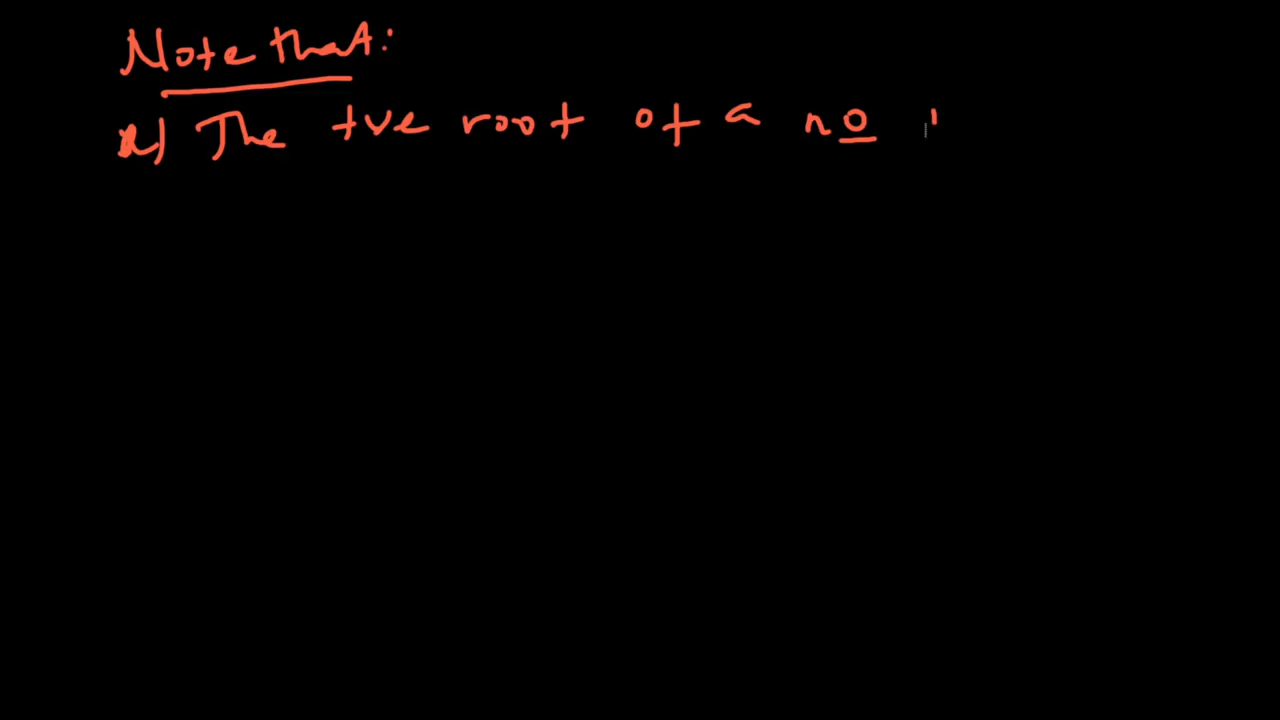 Note that:
a) The +ve root of a no